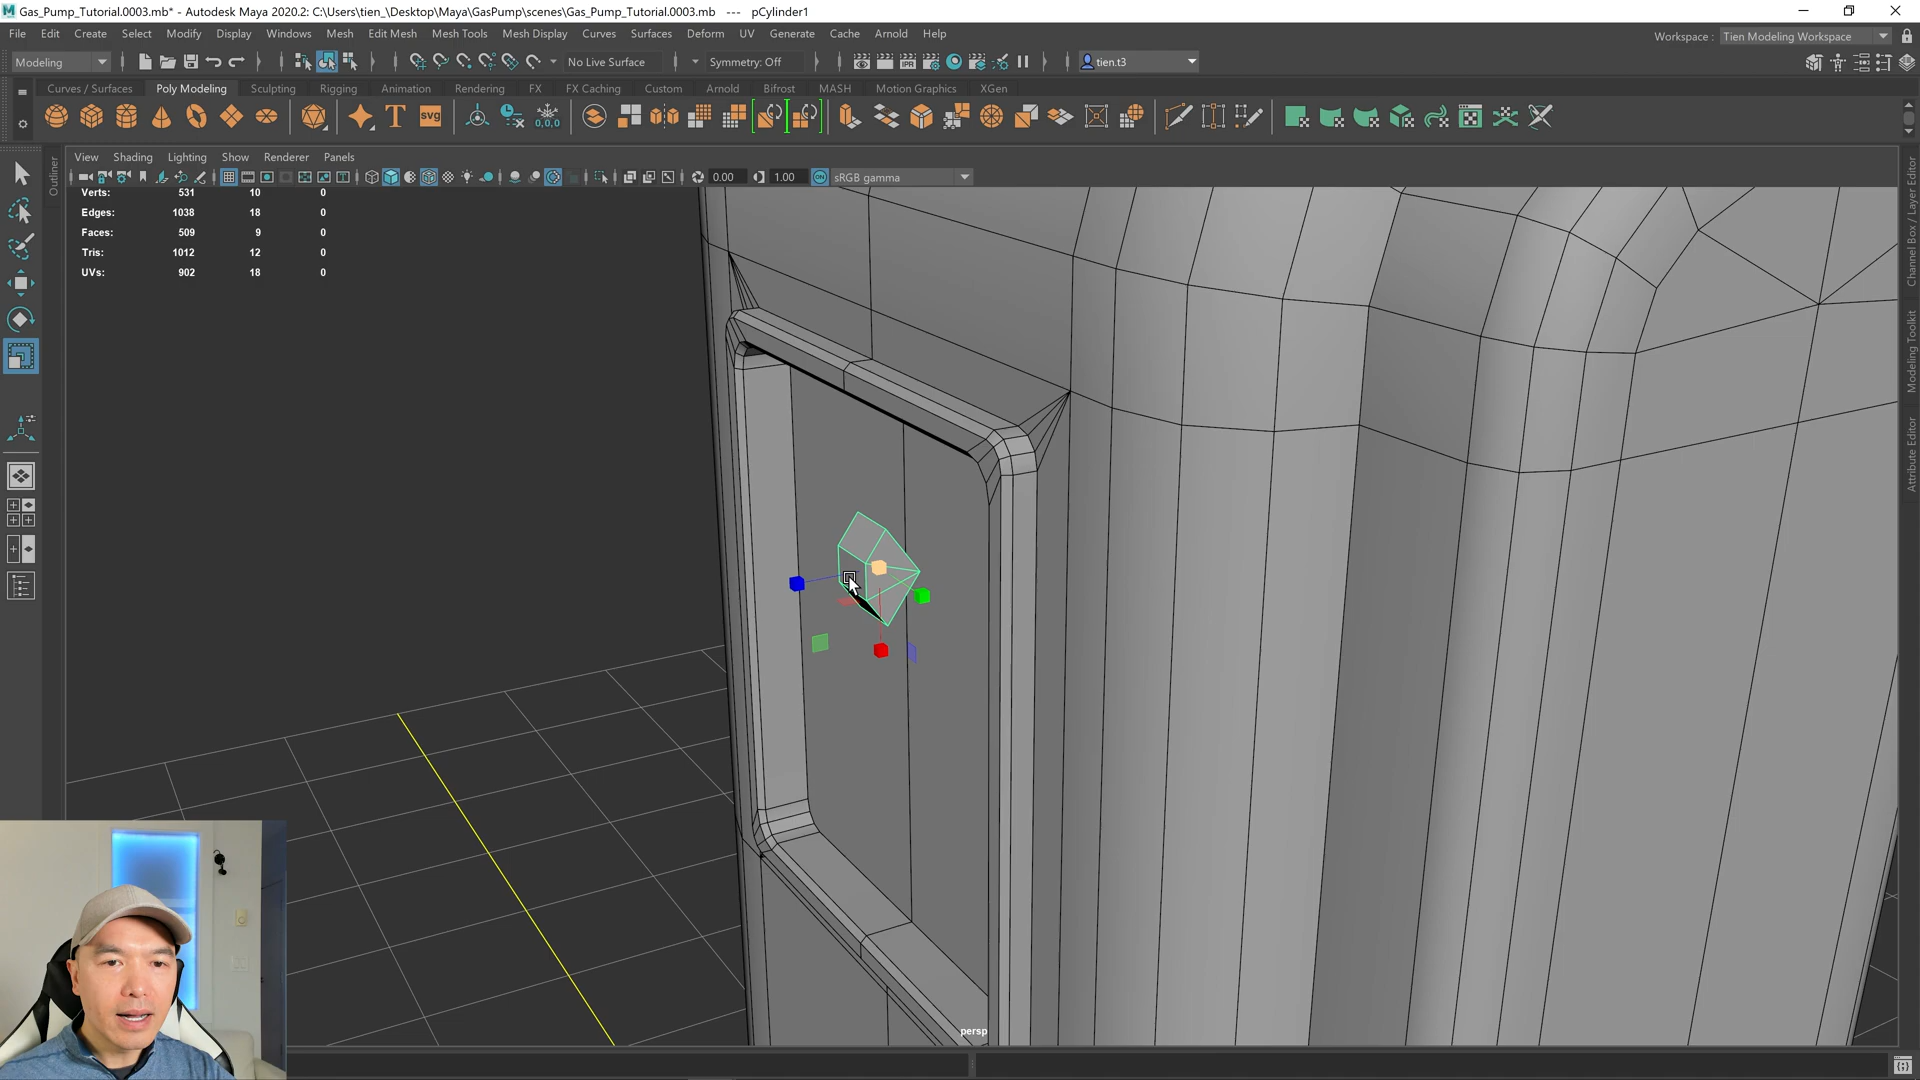 Gas_Pump_Tutorial.0003.mb* - Autodesk Maya 2020.2: C:\Users\tien_\Desktop\Maya\GasPump\scenes\Gas_Pump_Tutorial.0003.mb --- pCylinder1
File Edit Create Select Modify Display Windows Mesh Edit Mesh Mesh Tools Mesh Display Curves Surfaces Deform UV Generate Cache Arnold Help
Workspace : Tien Modeling Workspace
Modeling No Live Surface Symmetry: Off tien.t3
Curves / Surfaces Poly Modeling Sculpting Rigging Animation Rendering FX FX Caching Custom Arnold Bifrost MASH Motion Graphics XGen
T svg 0,0,0
View Shading Lighting Show Renderer Panels
0.00 1.00 ON sRGB gamma
Outliner
Verts: 531 10 0
Edges: 1038 18 0
Faces: 509 9 0
Tris: 1012 12 0
UVs: 902 18 0
Channel Box / Layer Editor
Modeling Toolkit
Attribute Editor
persp